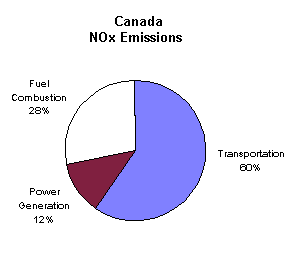 Canada
NOx Emissions
Fuel
Combustion
28%
Transportation
60%
Power
Generation
12%